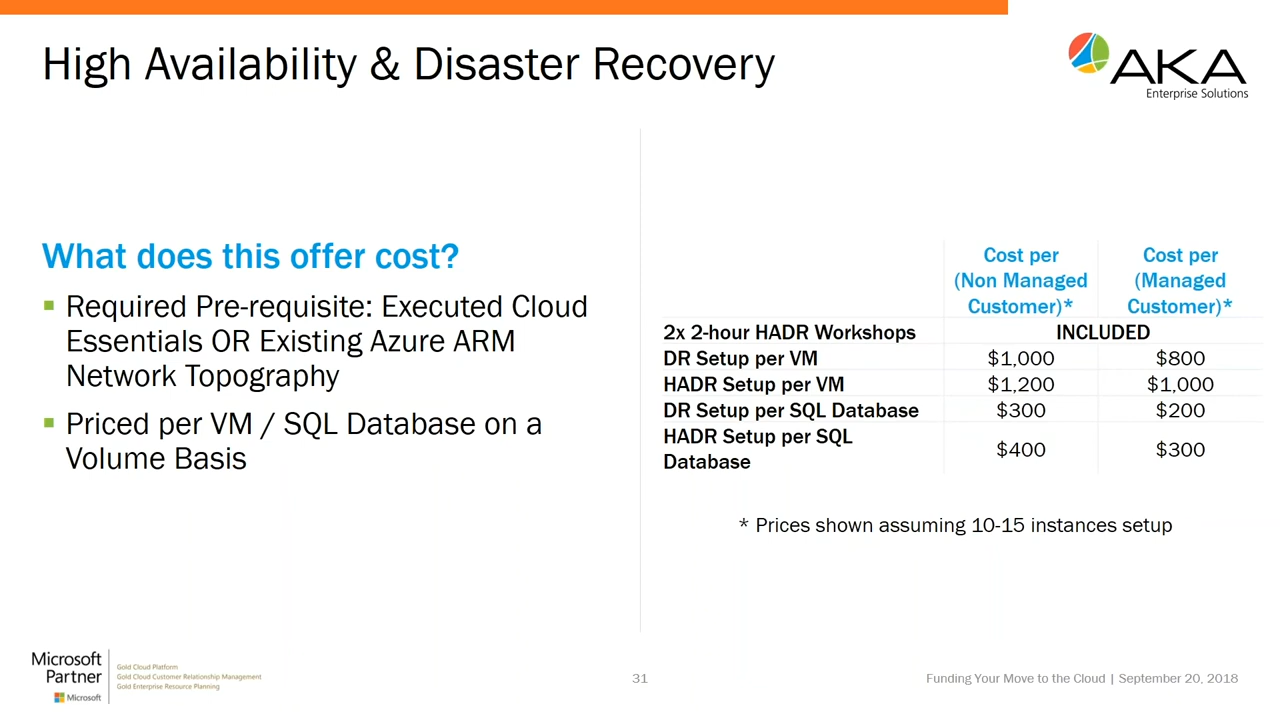 High Availability & Disaster Recovery
AKA
Enterprise Solutions
What does this offer cost?
Required Pre-requisite: Executed Cloud
Essentials OR Existing Azure ARM
Network Topography
Priced per VM / SQL Database on a
Volume Basis
Cost per
(Non Managed
Customer)*
Cost per
(Managed
Customer)*
2x 2-hour HADR Workshops INCLUDED
DR Setup per VM $1,000 $800
HADR Setup per VM $1,200 $1,000
DR Setup per SQL Database $300 $200
HADR Setup per SQL
Database $400 $300
* Prices shown assuming 10-15 instances setup
Microsoft
Partner
Microsoft
Gold Cloud Platform
Gold Cloud Customer Relationship Management
Gold Enterprise Resource Planning
31
Funding Your Move to the Cloud | September 20, 2018